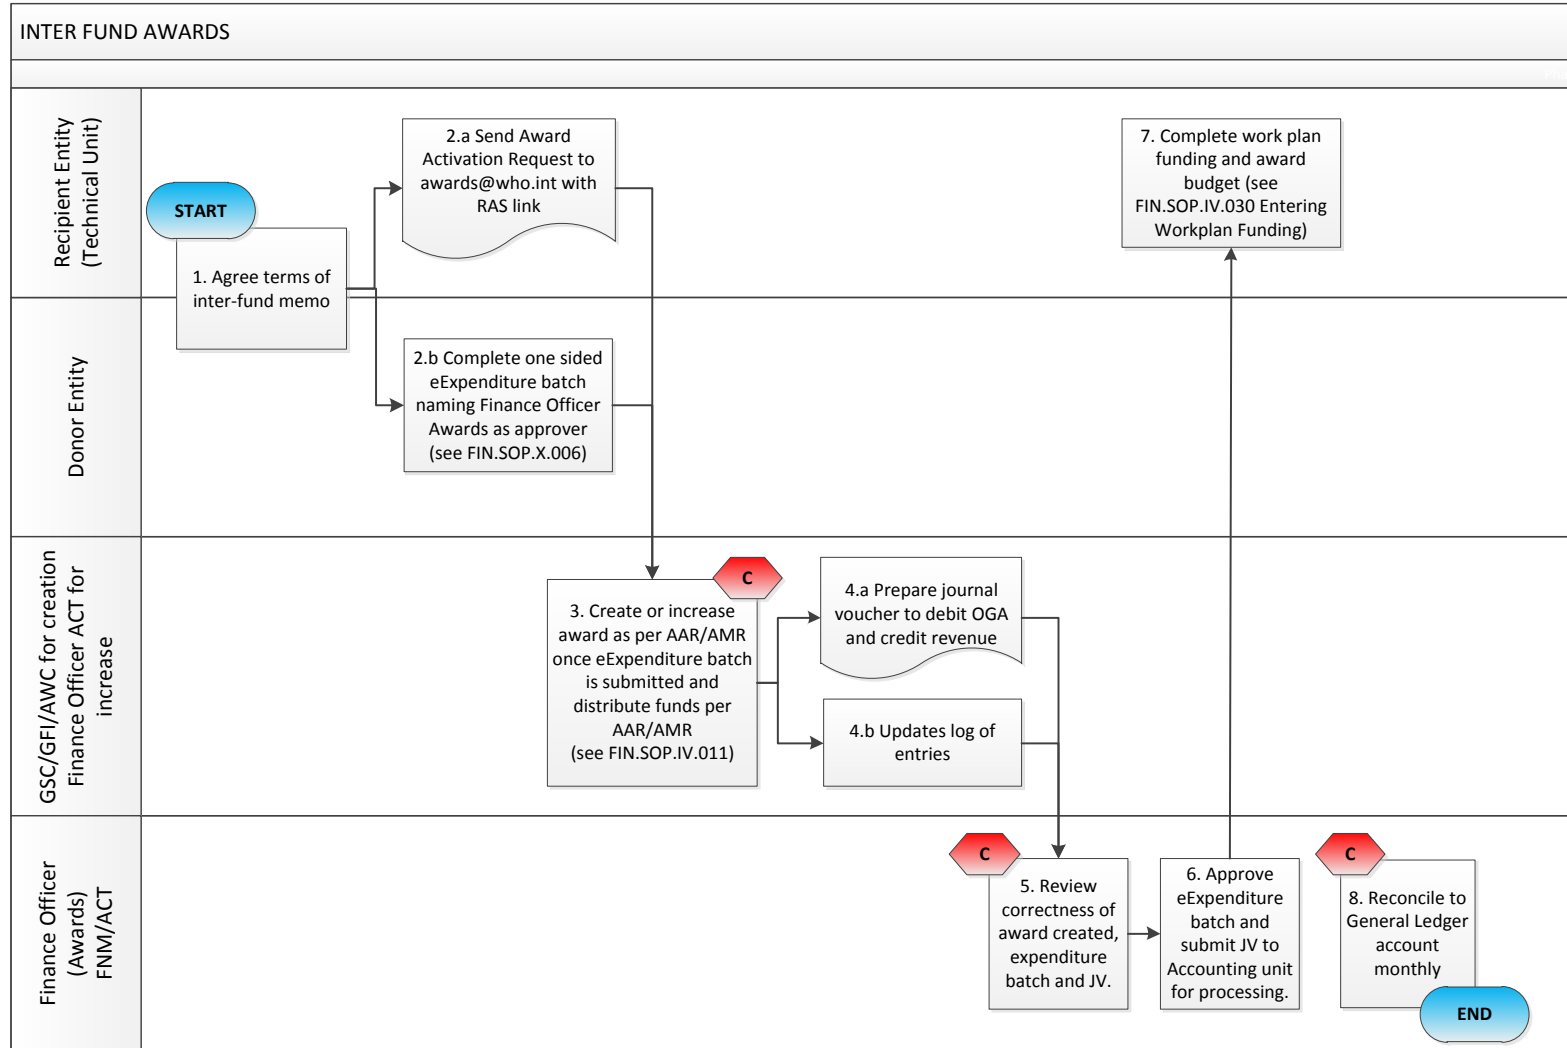 INTER FUND AWARDS
Recipient Entity
(Technical Unit)
START
1. Agree terms of
inter-fund memo
2.a Send Award
Activation Request to
awards@who.int with
RAS link
7. Complete work plan
funding and award
budget (see
FIN.SOP.IV.030 Entering
Workplan Funding)
Donor Entity
2.b Complete one sided
eExpenditure batch
naming Finance Officer
Awards as approver
(see FIN.SOP.X.006)
GSC/GFI/AWC for creation
Finance Officer ACT for
increase
C
3. Create or increase
award as per AAR/AMR
once eExpenditure batch
is submitted and
distribute funds per
AAR/AMR
(see FIN.SOP.IV.011)
4.a Prepare journal
voucher to debit OGA
and credit revenue
4.b Updates log of
entries
Finance Officer
(Awards)
FNM/ACT
C
5. Review
correctness of
award created,
expenditure
batch and JV.
6. Approve
eExpenditure
batch and
submit JV to
Accounting unit
for processing.
C
8. Reconcile to
General Ledger
account
monthly
END